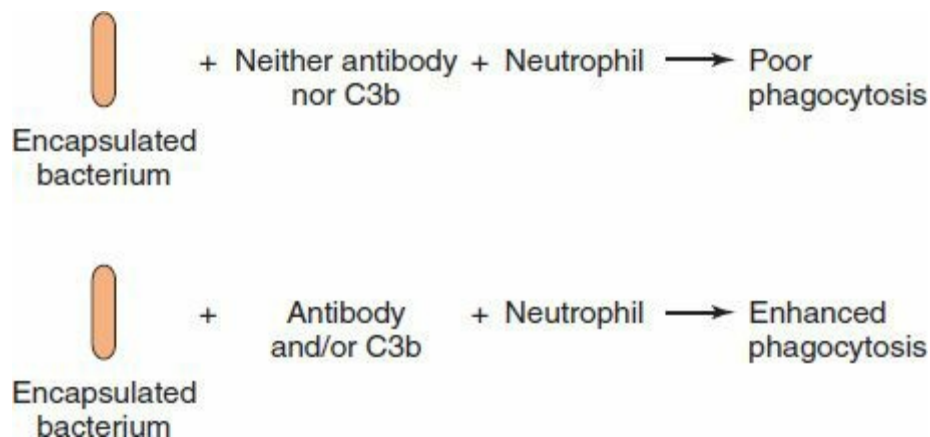 + Neither antibody + Neutrophil Poor
nor C3b phagocytosis
Encapsulated
bacterium
+ Antibody + Neutrophil Enhanced
and/or C3b phagocytosis
Encapsulated
bacterium